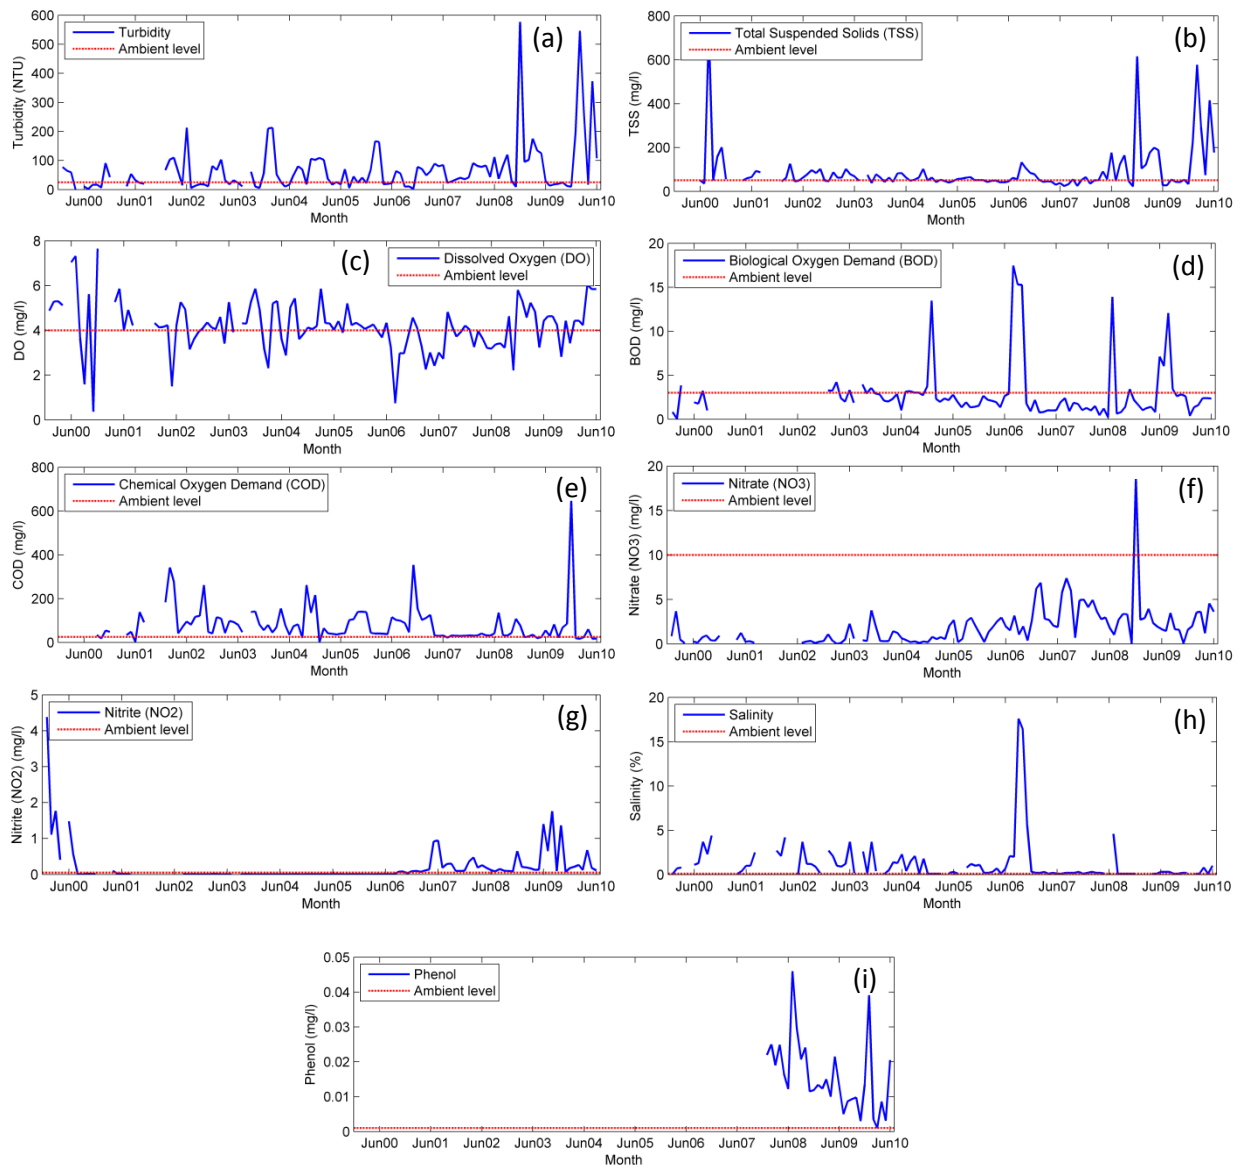 (a)
Turbidity
Ambient level
Turbidity (NTU)
600
500
400
300
200
100
0
Jun00 Jun01 Jun02 Jun03 Jun04 Jun05 Jun06 Jun07 Jun08 Jun09 Jun10
Month
(b)
Total Suspended Solids (TSS)
Ambient level
TSS (mg/l)
800
600
400
200
0
Jun00 Jun01 Jun02 Jun03 Jun04 Jun05 Jun06 Jun07 Jun08 Jun09 Jun10
Month
(c)
Dissolved Oxygen (DO)
Ambient level
DO (mg/l)
8
6
4
2
0
Jun00 Jun01 Jun02 Jun03 Jun04 Jun05 Jun06 Jun07 Jun08 Jun09 Jun10
Month
(d)
Biological Oxygen Demand (BOD)
Ambient level
BOD (mg/l)
20
15
10
5
0
Jun00 Jun01 Jun02 Jun03 Jun04 Jun05 Jun06 Jun07 Jun08 Jun09 Jun10
Month
(e)
Chemical Oxygen Demand (COD)
Ambient level
COD (mg/l)
800
600
400
200
0
Jun00 Jun01 Jun02 Jun03 Jun04 Jun05 Jun06 Jun07 Jun08 Jun09 Jun10
Month
(f)
Nitrate (NO3)
Ambient level
Nitrate (NO3) (mg/l)
20
15
10
5
0
Jun00 Jun01 Jun02 Jun03 Jun04 Jun05 Jun06 Jun07 Jun08 Jun09 Jun10
Month
(g)
Nitrite (NO2)
Ambient level
Nitrite (NO2) (mg/l)
5
4
3
2
1
0
Jun00 Jun01 Jun02 Jun03 Jun04 Jun05 Jun06 Jun07 Jun08 Jun09 Jun10
Month
(h)
Salinity
Ambient level
Salinity (%)
20
15
10
5
0
Jun00 Jun01 Jun02 Jun03 Jun04 Jun05 Jun06 Jun07 Jun08 Jun09 Jun10
Month
(i)
Phenol
Ambient level
Phenol (mg/l)
0.05
0.04
0.03
0.02
0.01
0
Jun00 Jun01 Jun02 Jun03 Jun04 Jun05 Jun06 Jun07 Jun08 Jun09 Jun10
Month